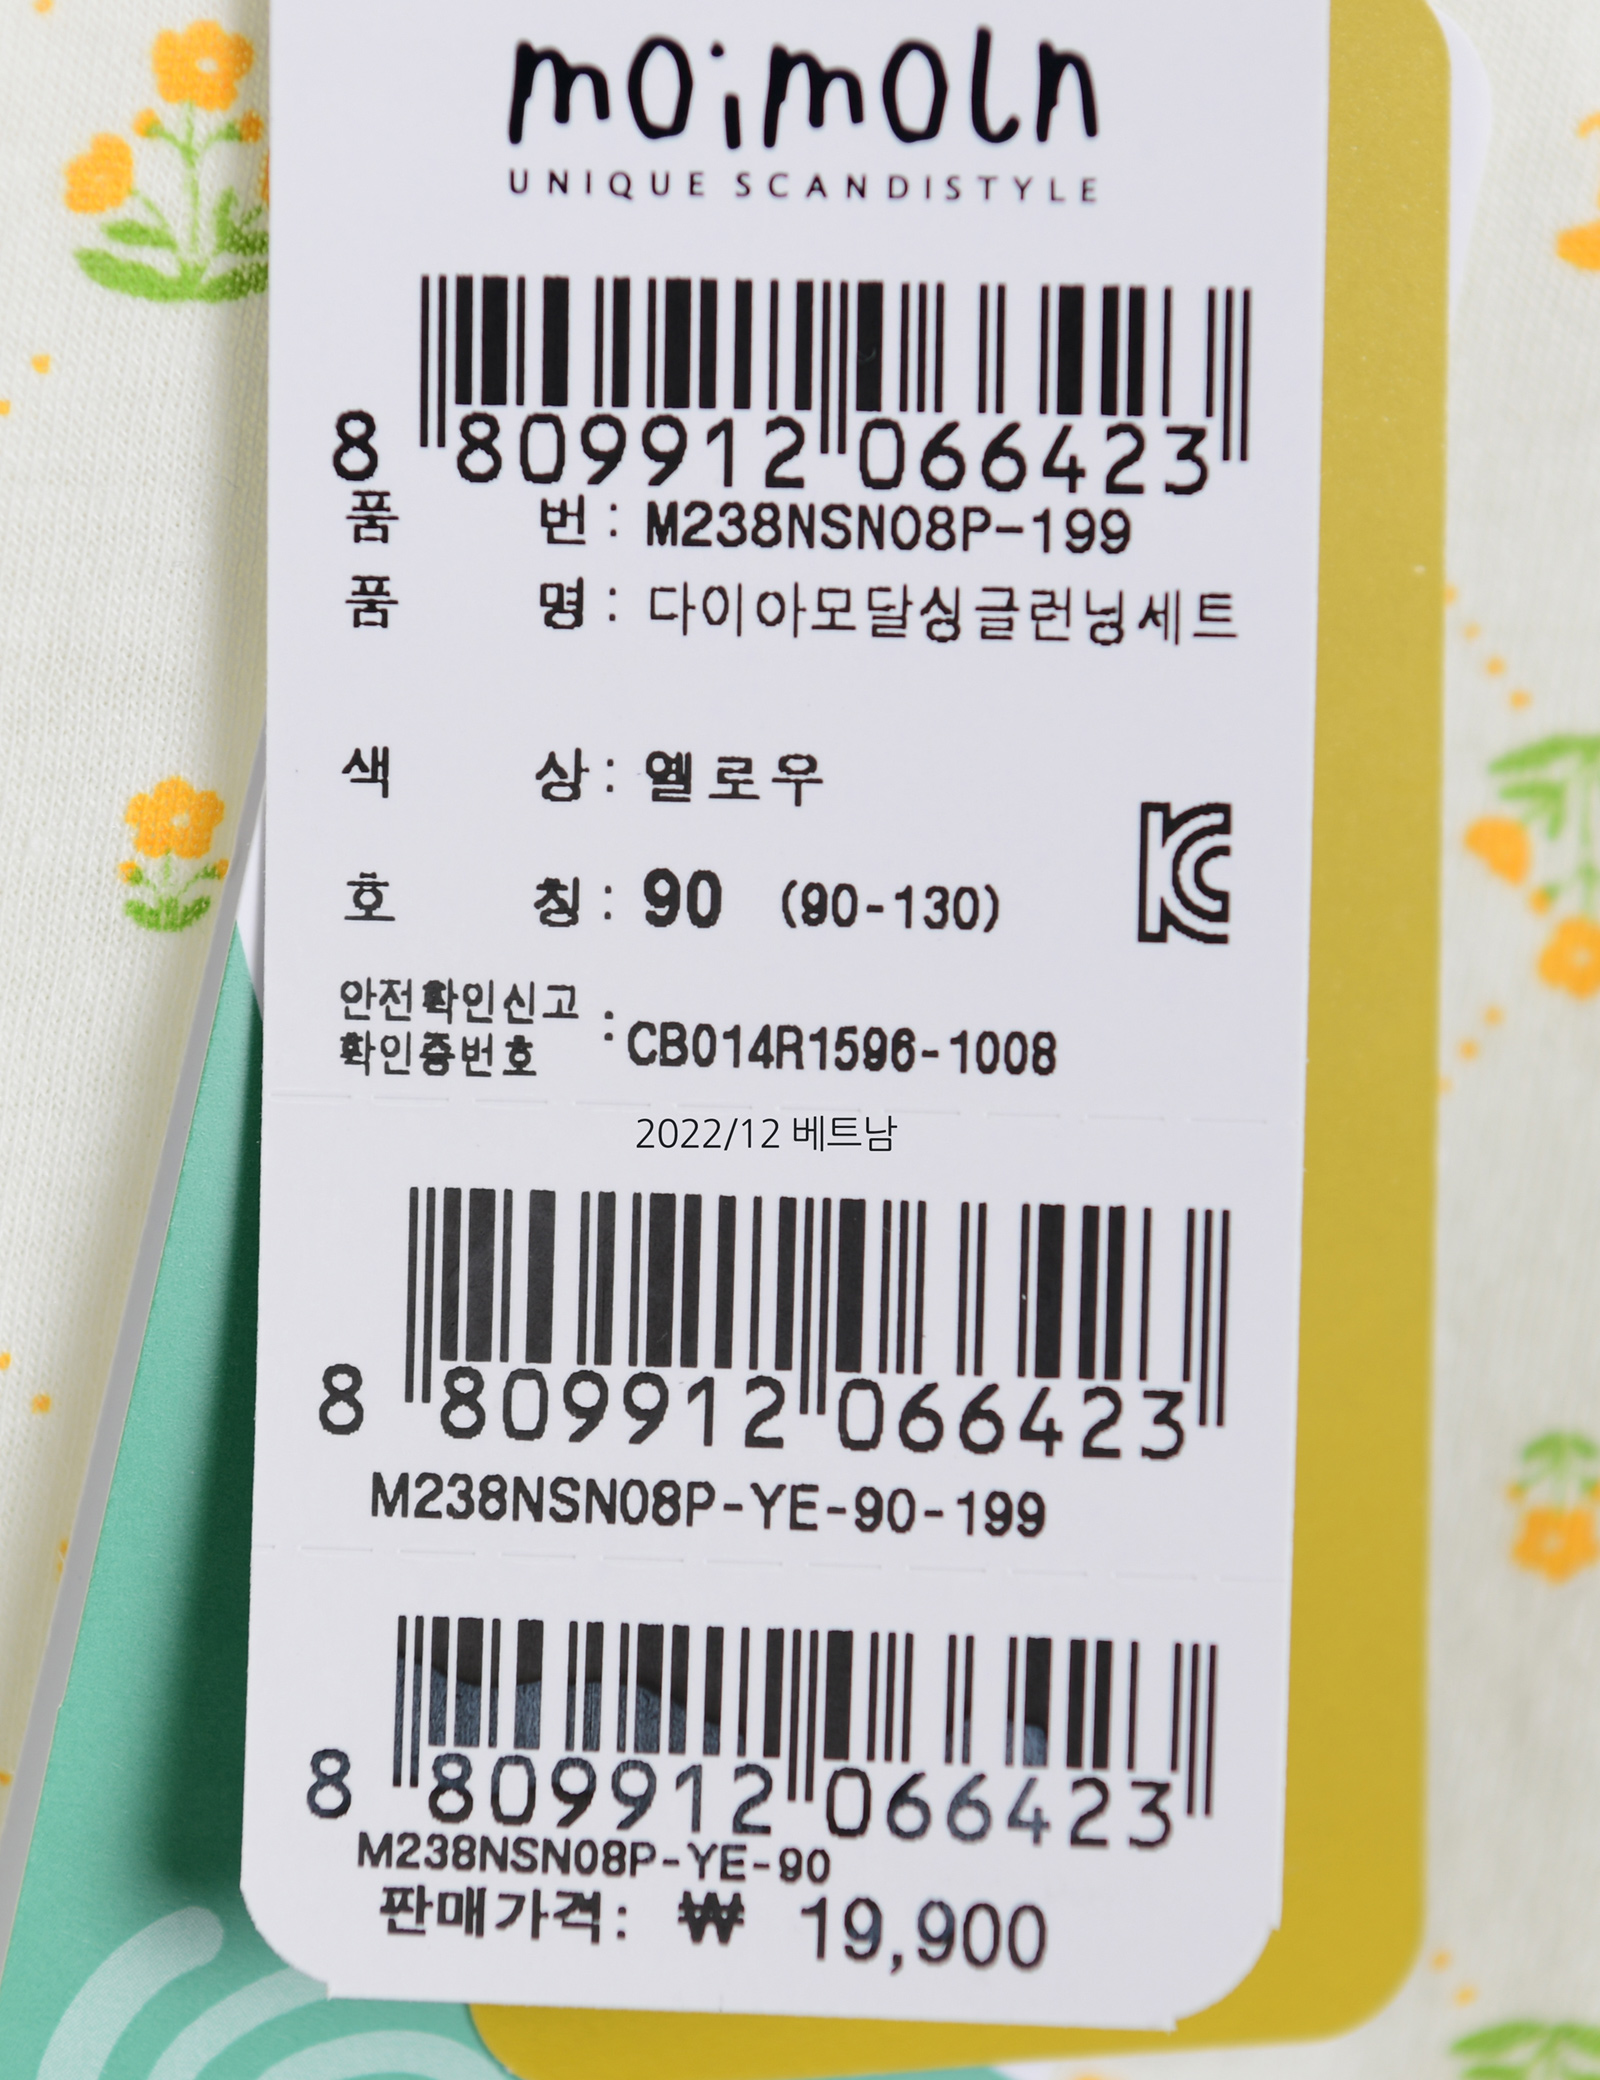 moimoln
UNIQUE SCANDISTYLE
8 809912 066423
품 번 : M238NSN08P-199
품 명 : 다이아모달싱글런닝세트
색 상 : 옐로우
호 칭 : 90 (90-130)
안전확인신고
확인증번호 : CB014R1596-1008
2022/12 베트남
8 809912 066423
M238NSN08P-YE-90-199
8 809912 066423
M238NSN08P-YE-90
판매가격: ₩ 19,900